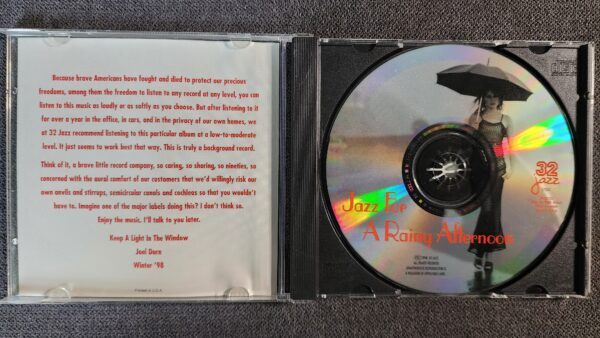 Because brave Americans have fought and died to protect our precious
freedoms, among them the freedom to listen to any record at any level, you can
listen to this music as loudly or as softly as you choose. But after listening to it
for over a year in the office, in cars, and in the privacy of our own homes, we
at 32 Jazz recommend listening to this particular album at a low-to-moderate
level. It just seems to work best that way. This is truly a background record.
Think of it, a brave little record company, so caring, so sharing, so nineties, so
concerned with the aural comfort of our customers that we'd willingly risk our
own anvils and stirrups, semicircular canals and cochleas so that you wouldn't
have to. Imagine one of the major labels doing this? I don't think so.
Enjoy the music. I'll talk to you later.
Keep A Light In The Window
Joel Dorn
Winter '98
Printed in U.S.A.
32
jazz
Jazz For
A Rainy Afternoon